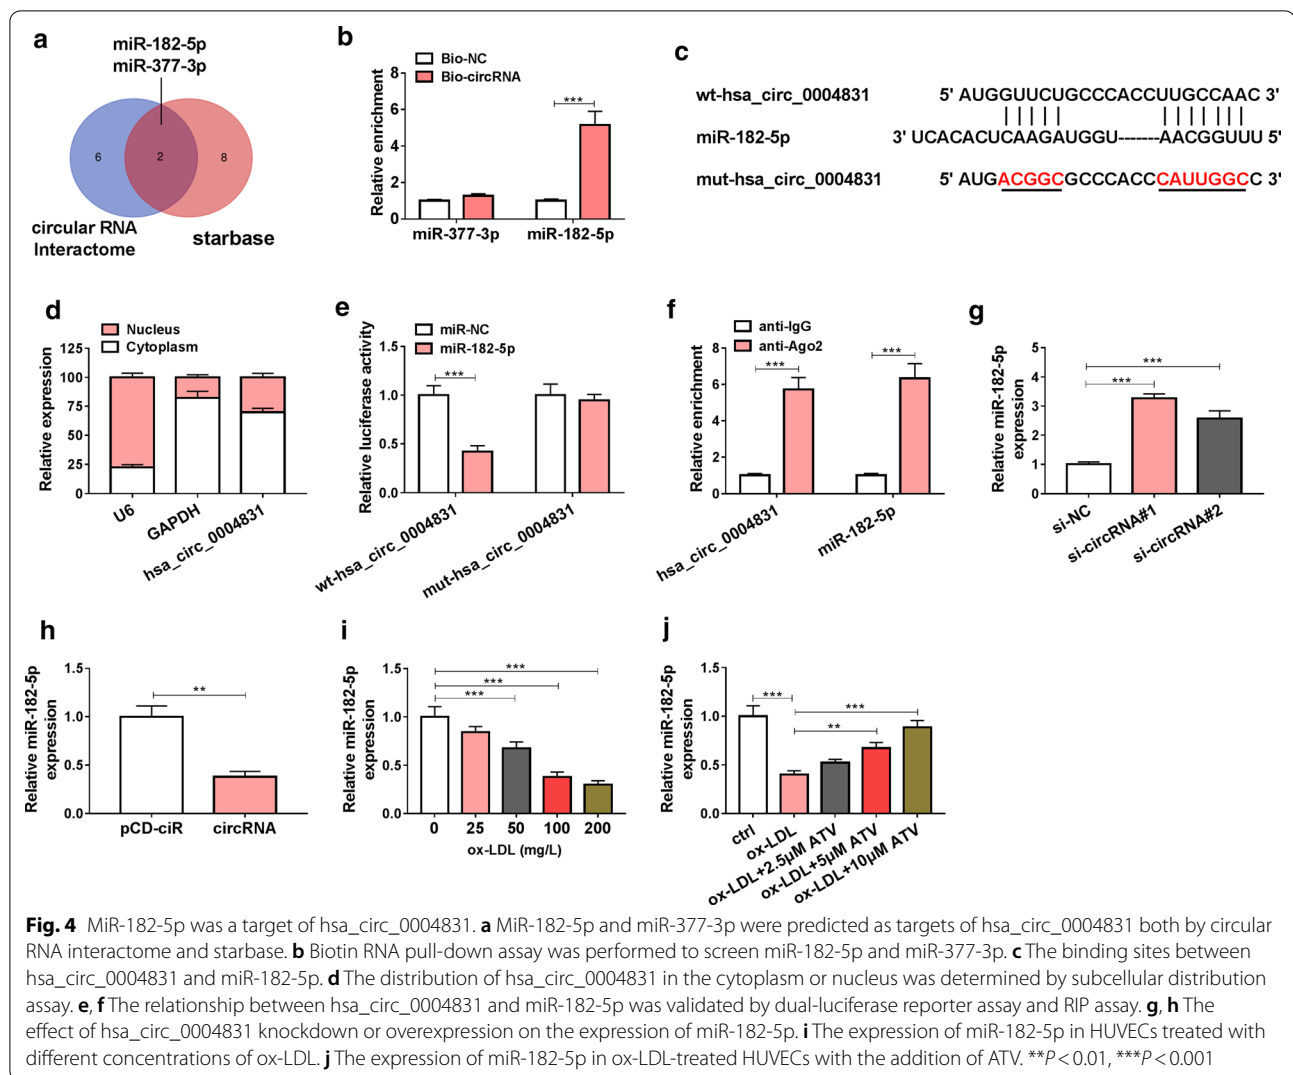 a
miR-182-5p
miR-377-3p
6
2
8
circular RNA
Interactome
starbase
b
Bio-NC
Bio-circRNA
Relative enrichment
8
6
4
2
0
***
miR-377-3p
miR-182-5p
c
wt-hsa_circ_0004831 5' AUGGUUCUGCCCACCUUGCCAAC 3'
miR-182-5p 3' UCACACUCAAGAUGGU-------AACGGUUU 5'
mut-hsa_circ_0004831 5' AUGACGGCGCCCACCCAUUGGCC 3'
d
Nucleus
Cytoplasm
Relative expression
125
100
75
50
25
0
U6
GAPDH
hsa_circ_0004831
e
miR-NC
miR-182-5p
Relative luciferase activity
1.5
1.0
0.5
0.0
***
wt-hsa_circ_0004831
mut-hsa_circ_0004831
f
anti-IgG
anti-Ago2
Relative enrichment
8
6
4
2
0
***
***
hsa_circ_0004831
miR-182-5p
g
Relative miR-182-5p
expression
5
4
3
2
1
0
***
***
si-NC
si-circRNA#1
si-circRNA#2
h
Relative miR-182-5p
expression
1.5
1.0
0.5
0.0
**
pCD-ciR
circRNA
i
Relative miR-182-5p
expression
1.5
1.0
0.5
0.0
***
***
***
0 25 50 100 200
ox-LDL (mg/L)
j
Relative miR-182-5p
expression
1.5
1.0
0.5
0.0
***
***
**
ctrl
ox-LDL
ox-LDL+2.5μM ATV
ox-LDL+5μM ATV
ox-LDL+10μM ATV
Fig. 4 MiR-182-5p was a target of hsa_circ_0004831. a MiR-182-5p and miR-377-3p were predicted as targets of hsa_circ_0004831 both by circular
RNA interactome and starbase. b Biotin RNA pull-down assay was performed to screen miR-182-5p and miR-377-3p. c The binding sites between
hsa_circ_0004831 and miR-182-5p. d The distribution of hsa_circ_0004831 in the cytoplasm or nucleus was determined by subcellular distribution
assay. e, f The relationship between hsa_circ_0004831 and miR-182-5p was validated by dual-luciferase reporter assay and RIP assay. g, h The
effect of hsa_circ_0004831 knockdown or overexpression on the expression of miR-182-5p. i The expression of miR-182-5p in HUVECs treated with
different concentrations of ox-LDL. j The expression of miR-182-5p in ox-LDL-treated HUVECs with the addition of ATV. **P < 0.01, ***P < 0.001